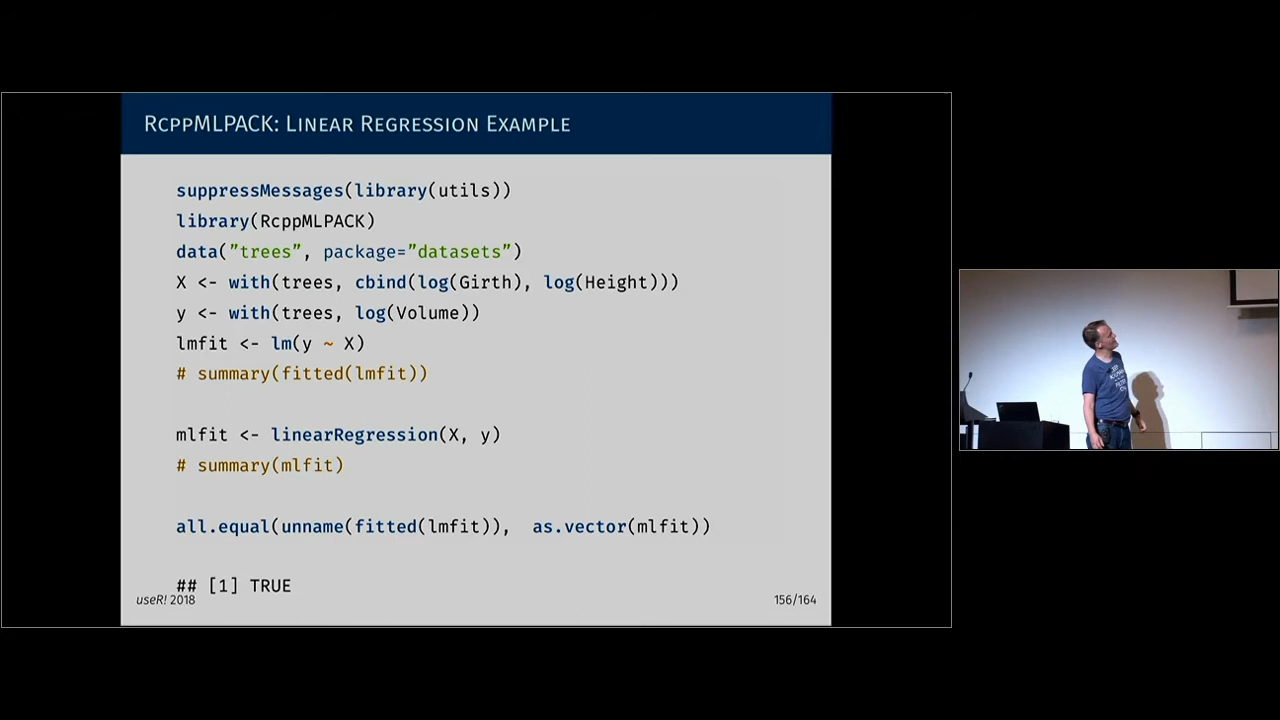 RcppMLPACK: Linear Regression Example
suppressMessages(library(utils))
library(RcppMLPACK)
data("trees", package="datasets")
X <- with(trees, cbind(log(Girth), log(Height)))
y <- with(trees, log(Volume))
lmfit <- lm(y ~ X)
# summary(fitted(lmfit))
mlfit <- linearRegression(X, y)
# summary(mlfit)
all.equal(unname(fitted(lmfit)), as.vector(mlfit))
## [1] TRUE
useR! 2018
156/164